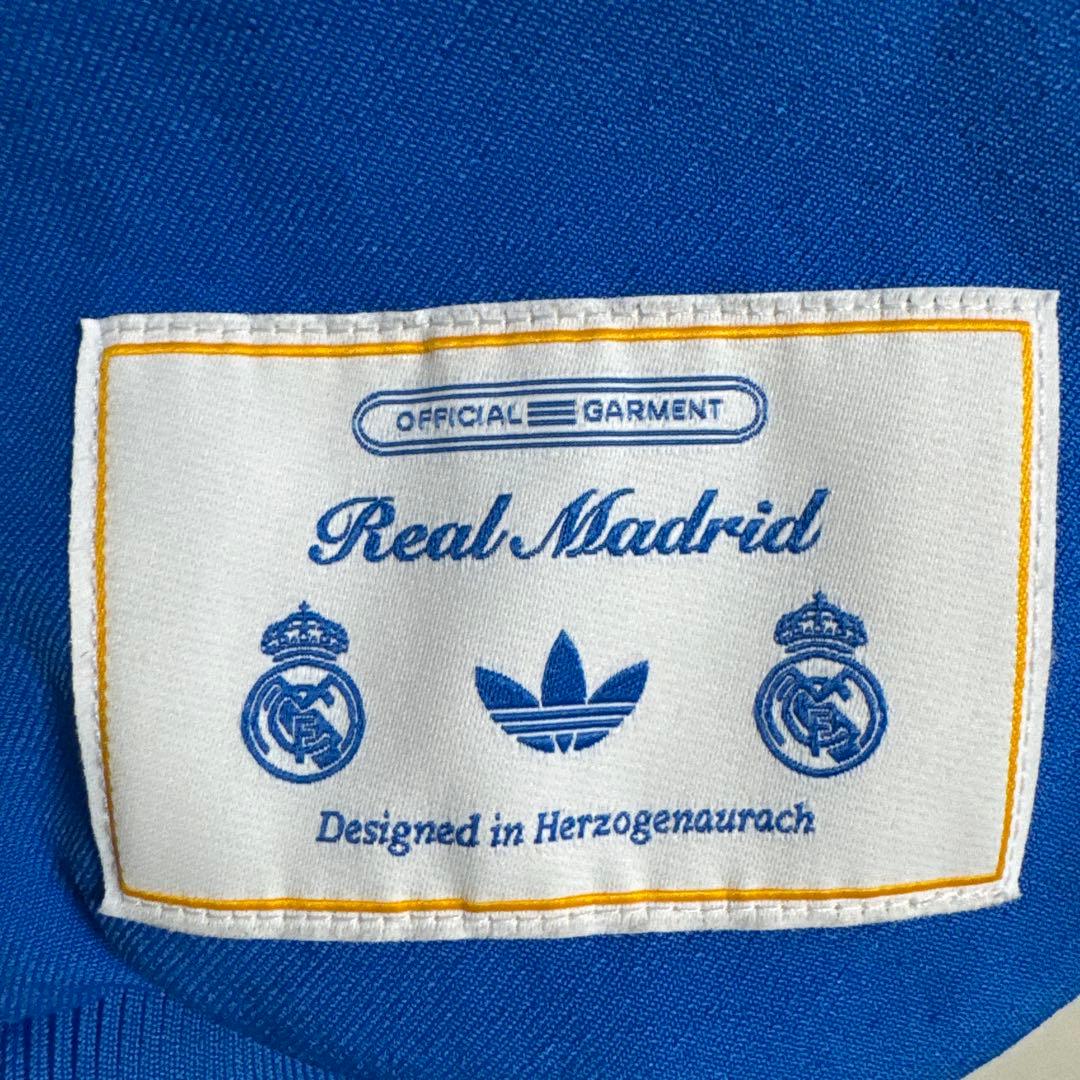 OFFICIAL GARMENT
Real Madrid
Designed in Herzogenaurach